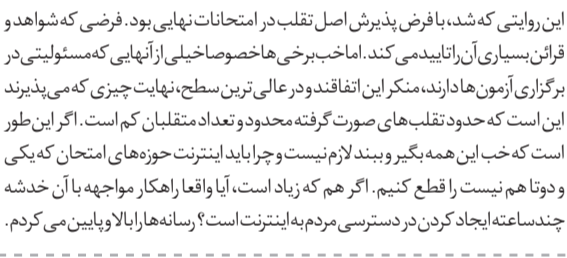 این روایتی که شد، با فرض پذیرش اصل تقلب در امتحانات نهایی بود. فرضی که شواهد و
قرائن بسیاری آن را تایید می کند. اما خب برخی ها خصوصا خیلی از آنهایی که مسئولیتی در
برگزاری آزمون ها دارند، منکر این اتفاقند و در عالی ترین سطح، نهایت چیزی که می پذیرند
این است که حدود تقلب های صورت گرفته محدود و تعداد متقلبان کم است. اگر این طور
است که خب این همه بگیر و ببند لازم نیست و چرا باید اینترنت حوزه های امتحان که یکی
و دوتا هم نیست را قطع کنیم. اگر هم که زیاد است، آیا واقعا راهکار مواجهه با آن خدشه
چندساعته ایجاد کردن در دسترسی مردم به اینترنت است؟ رسانه ها را بالا و پایین می کردم.